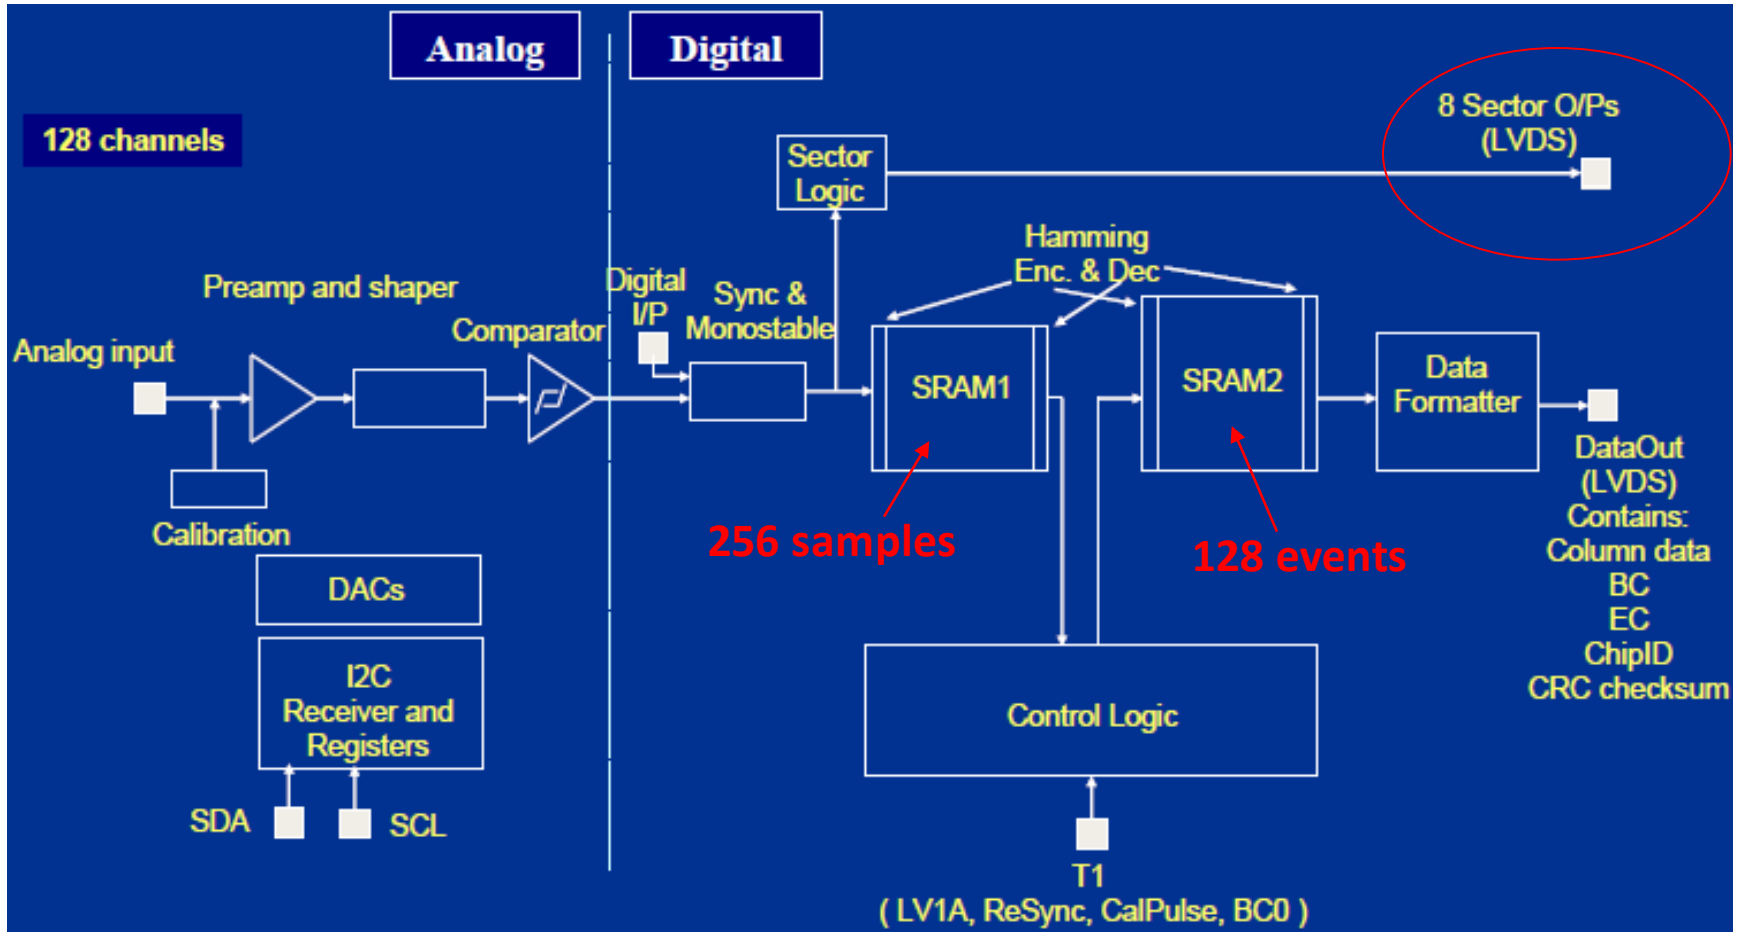 Analog
Digital
128 channels
8 Sector O/Ps
(LVDS)
Sector
Logic
Hamming
Enc. & Dec
Preamp and shaper
Digital
I/P
Sync &
Monostable
Comparator
Analog input
SRAM1
SRAM2
Data
Formatter
DataOut
(LVDS)
Contains:
Column data
BC
EC
ChipID
CRC checksum
256 samples
128 events
Calibration
DACs
I2C
Receiver and
Registers
SDA
SCL
Control Logic
T1
( LV1A, ReSync, CalPulse, BC0 )